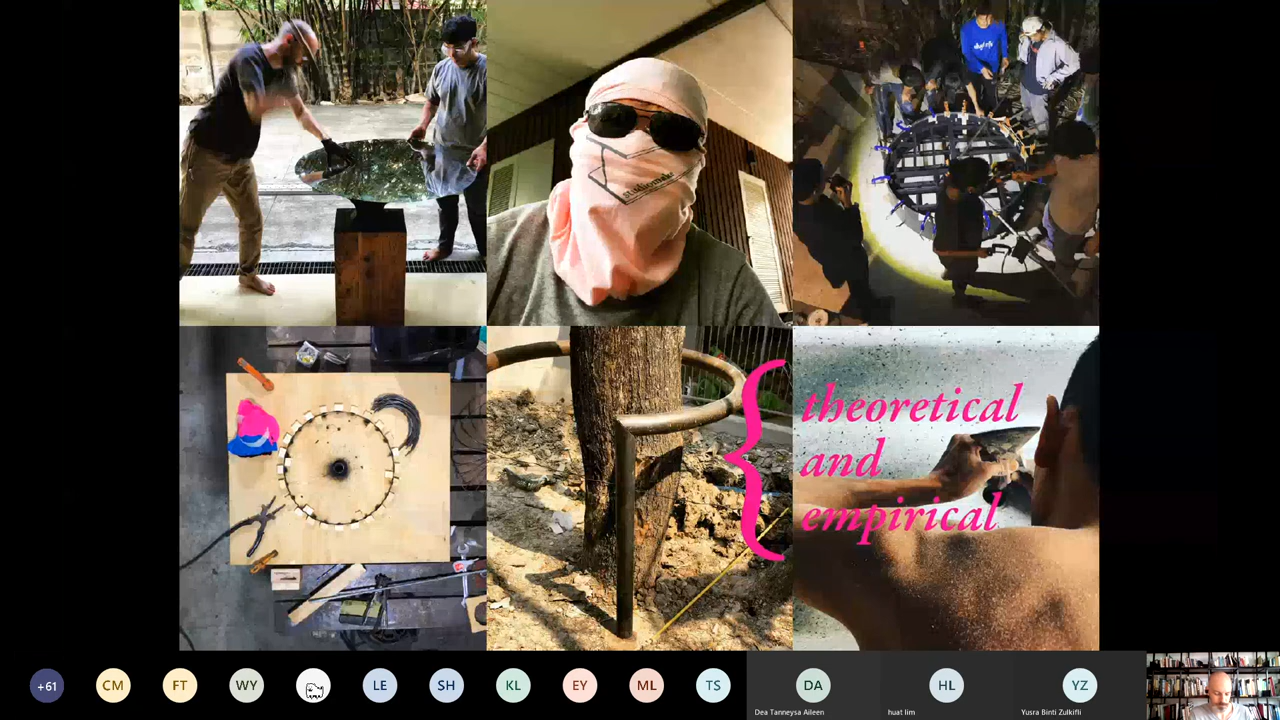 studiomake
theoretical
and
empirical
+61
CM
FT
WY
LE
SH
KL
EY
ML
TS
DA
HL
YZ
Dea Tanneysa Aileen
huat lim
Yusra Binti Zulkifli